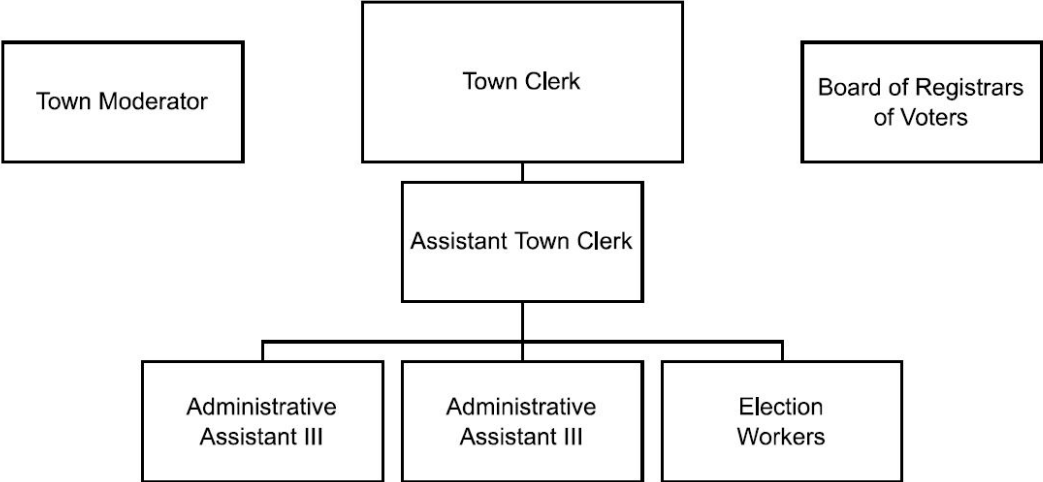 Town Moderator
Town Clerk
Board of Registrars
of Voters
Assistant Town Clerk
Administrative
Assistant III
Administrative
Assistant III
Election
Workers